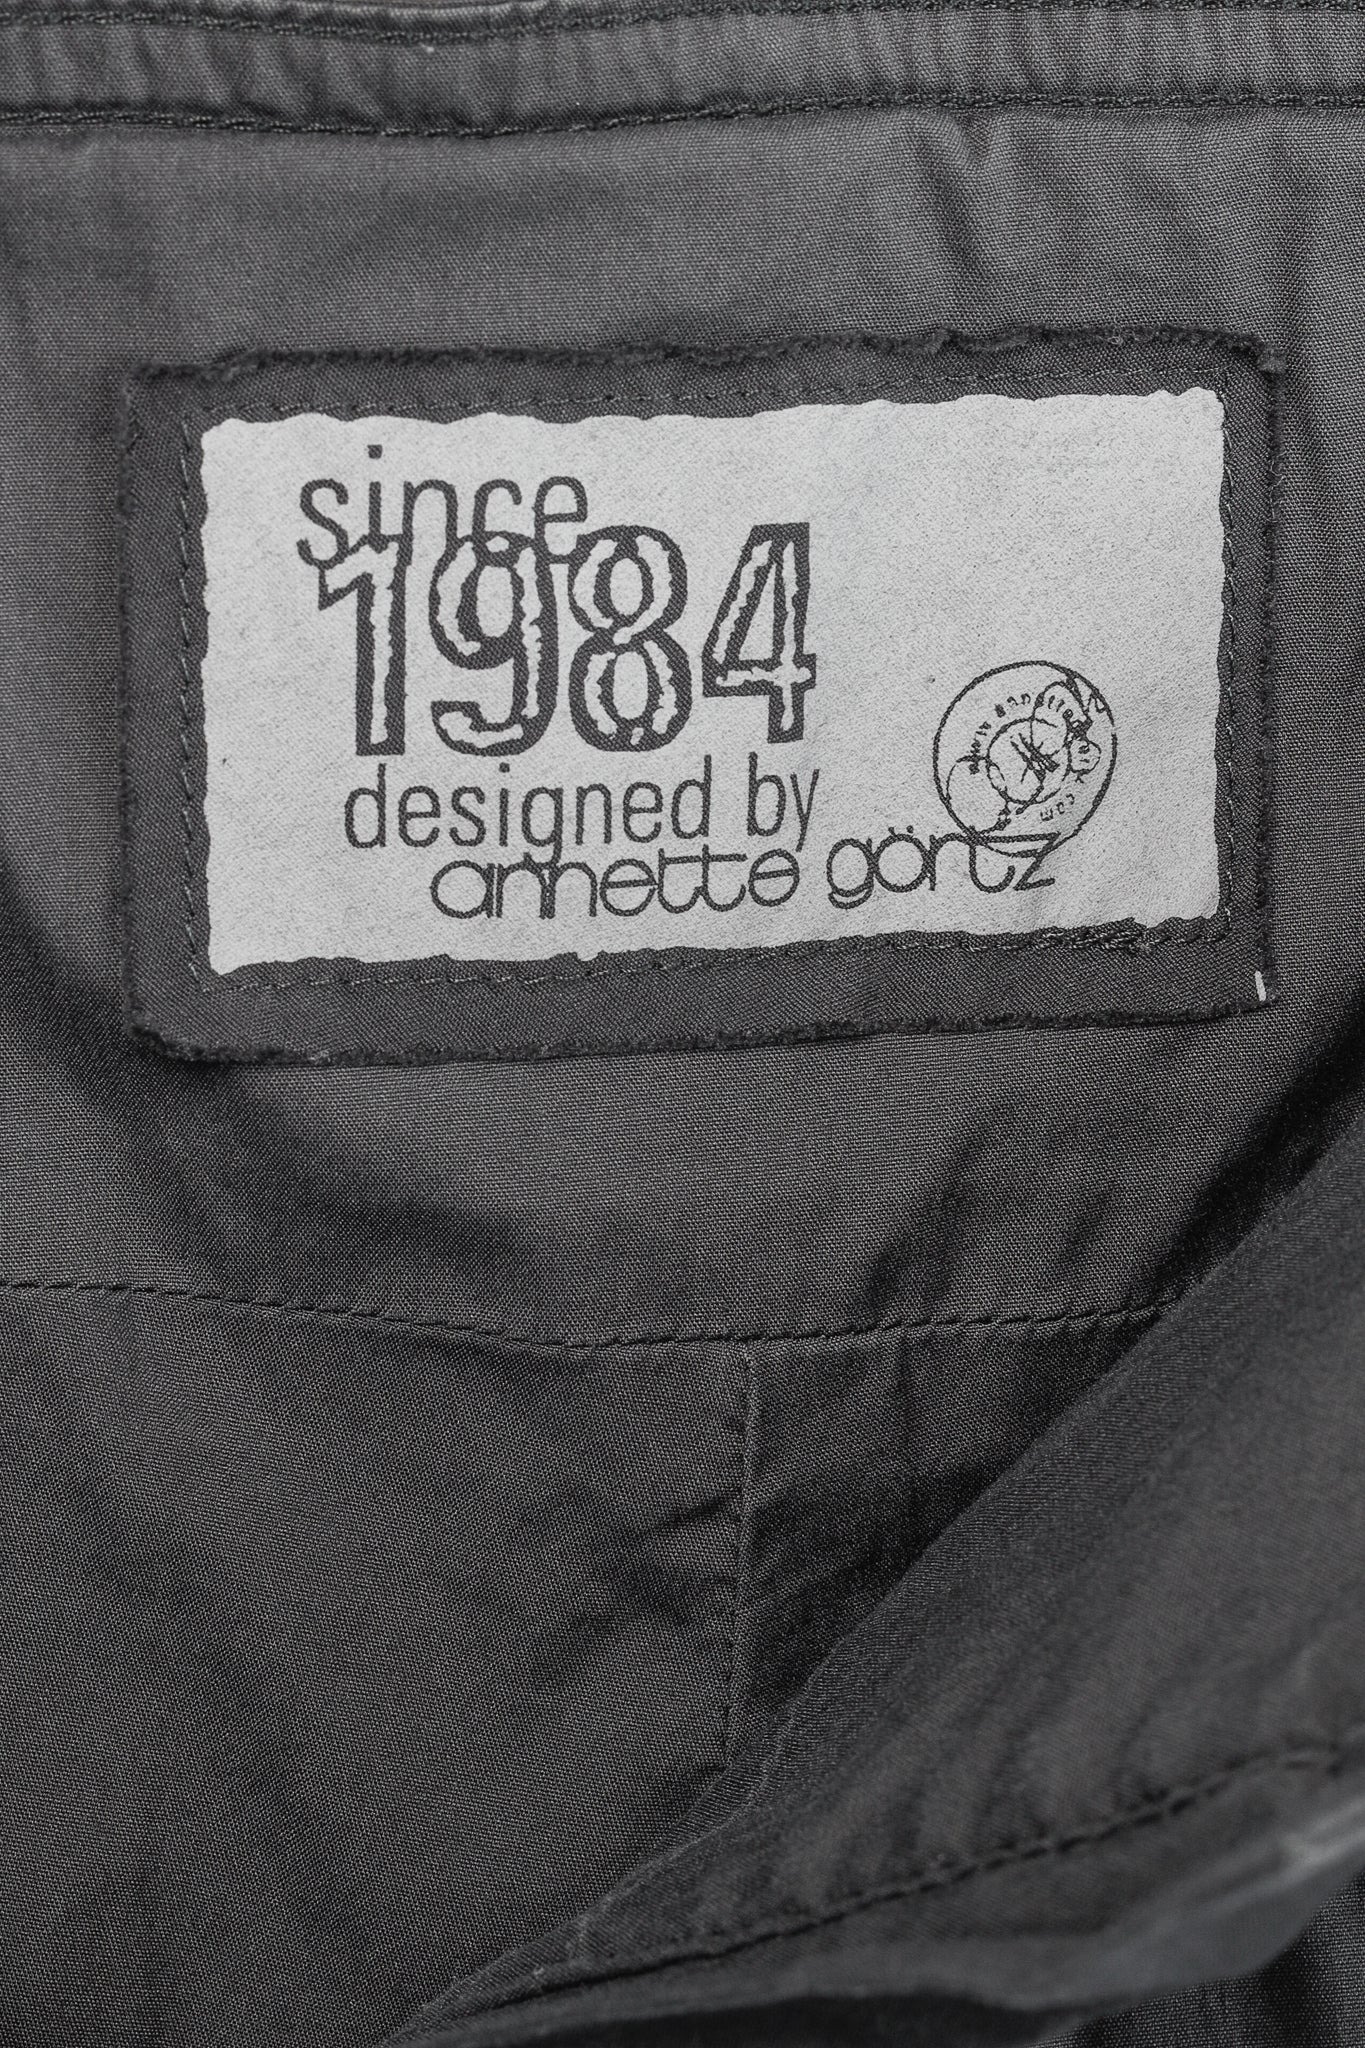 since
1984
designed by
annette görtz